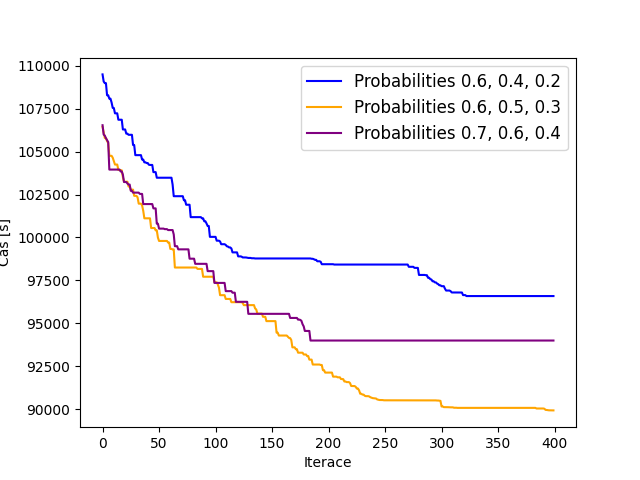 110000
107500
105000
102500
100000
97500
95000
92500
90000
Cas [s]
0 50 100 150 200 250 300 350 400
Iterace
Probabilities 0.6, 0.4, 0.2
Probabilities 0.6, 0.5, 0.3
Probabilities 0.7, 0.6, 0.4